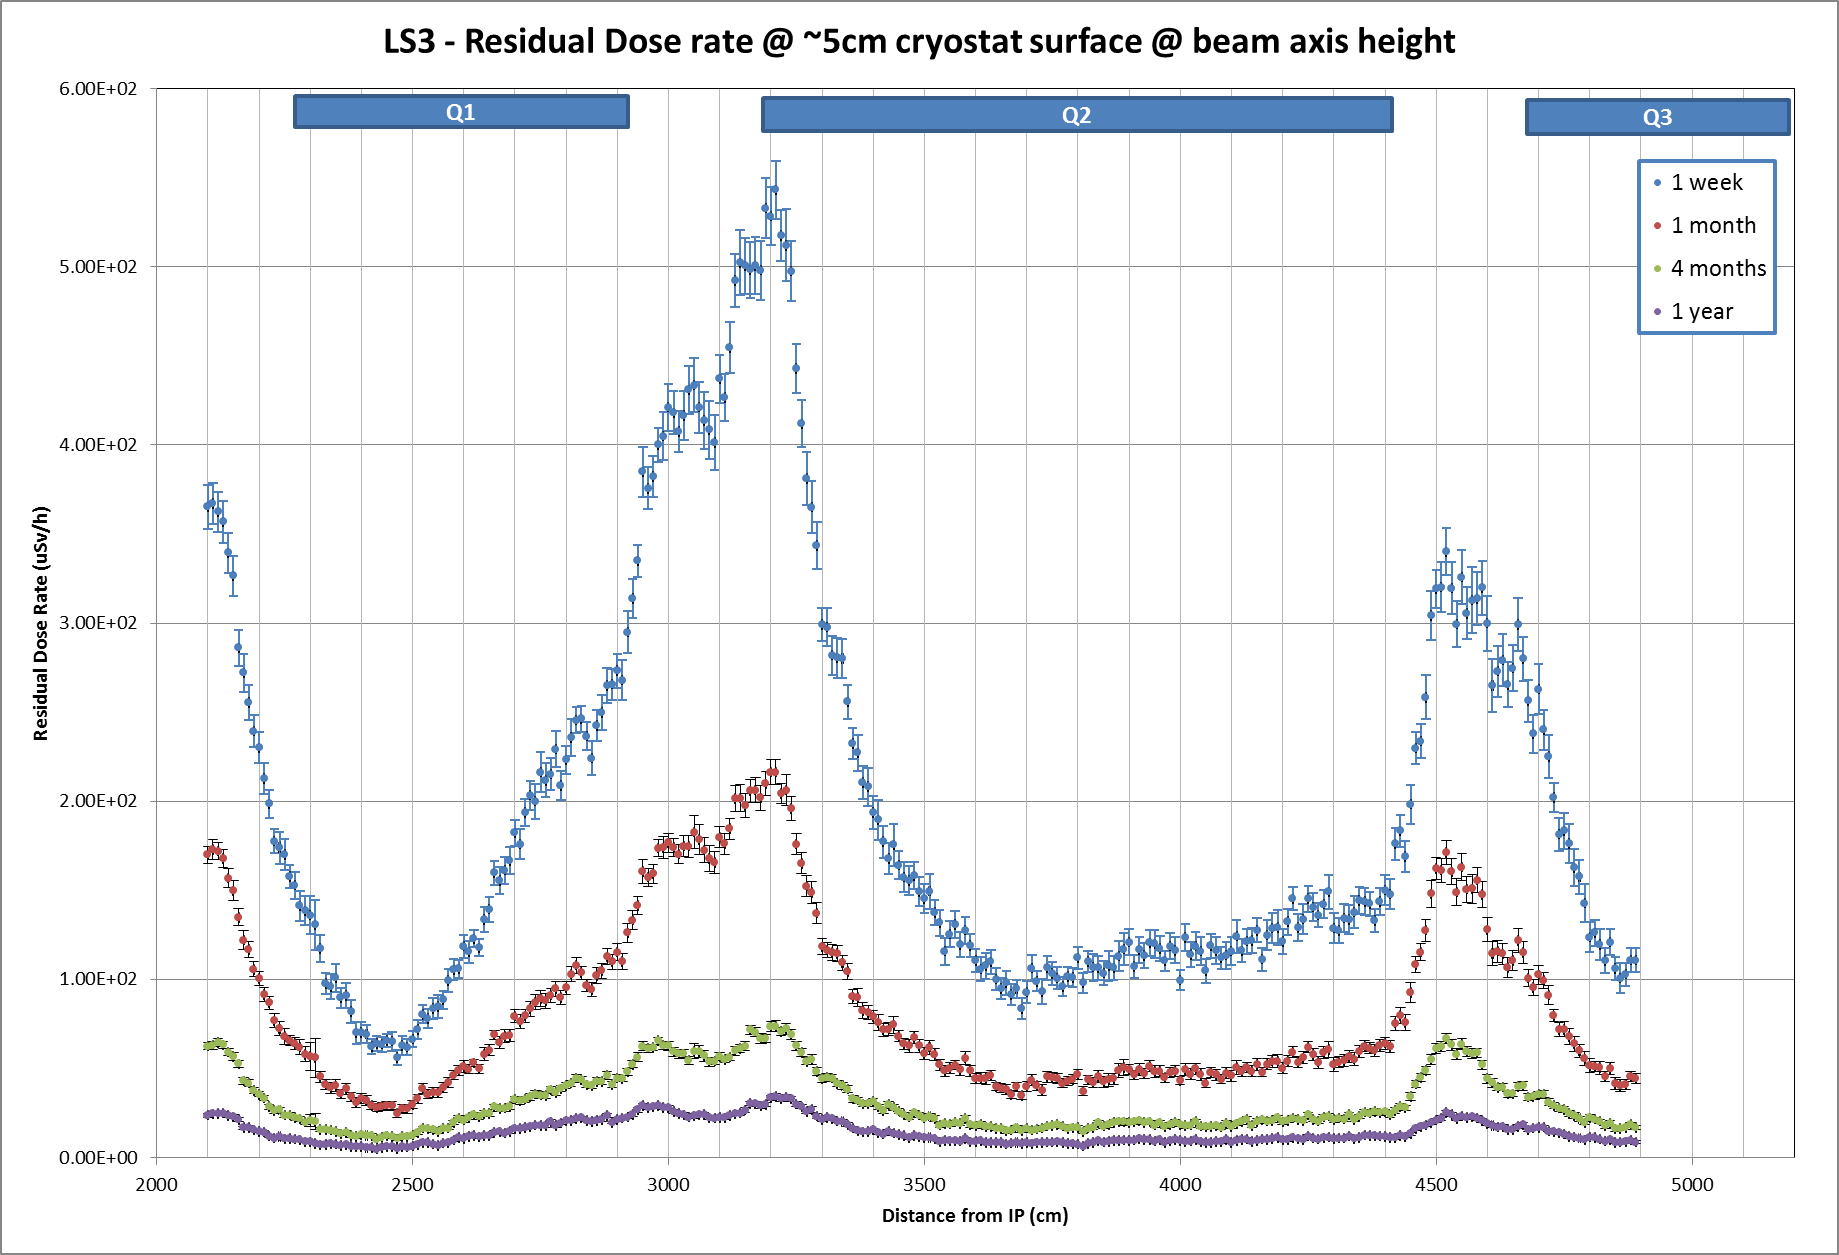 LS3 - Residual Dose rate @ ~5cm cryostat surface @ beam axis height
6.00E+02
Q1
Q2
Q3
1 week
1 month
4 months
1 year
5.00E+02
4.00E+02
3.00E+02
2.00E+02
1.00E+02
0.00E+00
Residual Dose Rate (uSv/h)
2000
2500
3000
3500
4000
4500
5000
Distance from IP (cm)